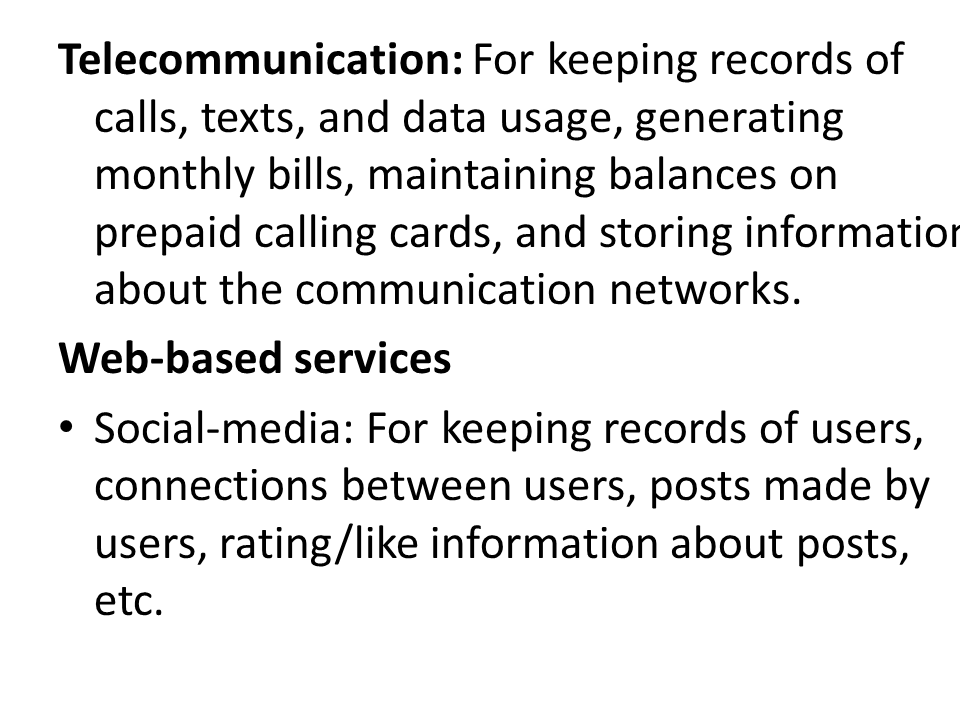 Telecommunication: For keeping records of
calls, texts, and data usage, generating
monthly bills, maintaining balances on
prepaid calling cards, and storing information
about the communication networks.
Web-based services
• Social-media: For keeping records of users,
connections between users, posts made by
users, rating/like information about posts,
etc.